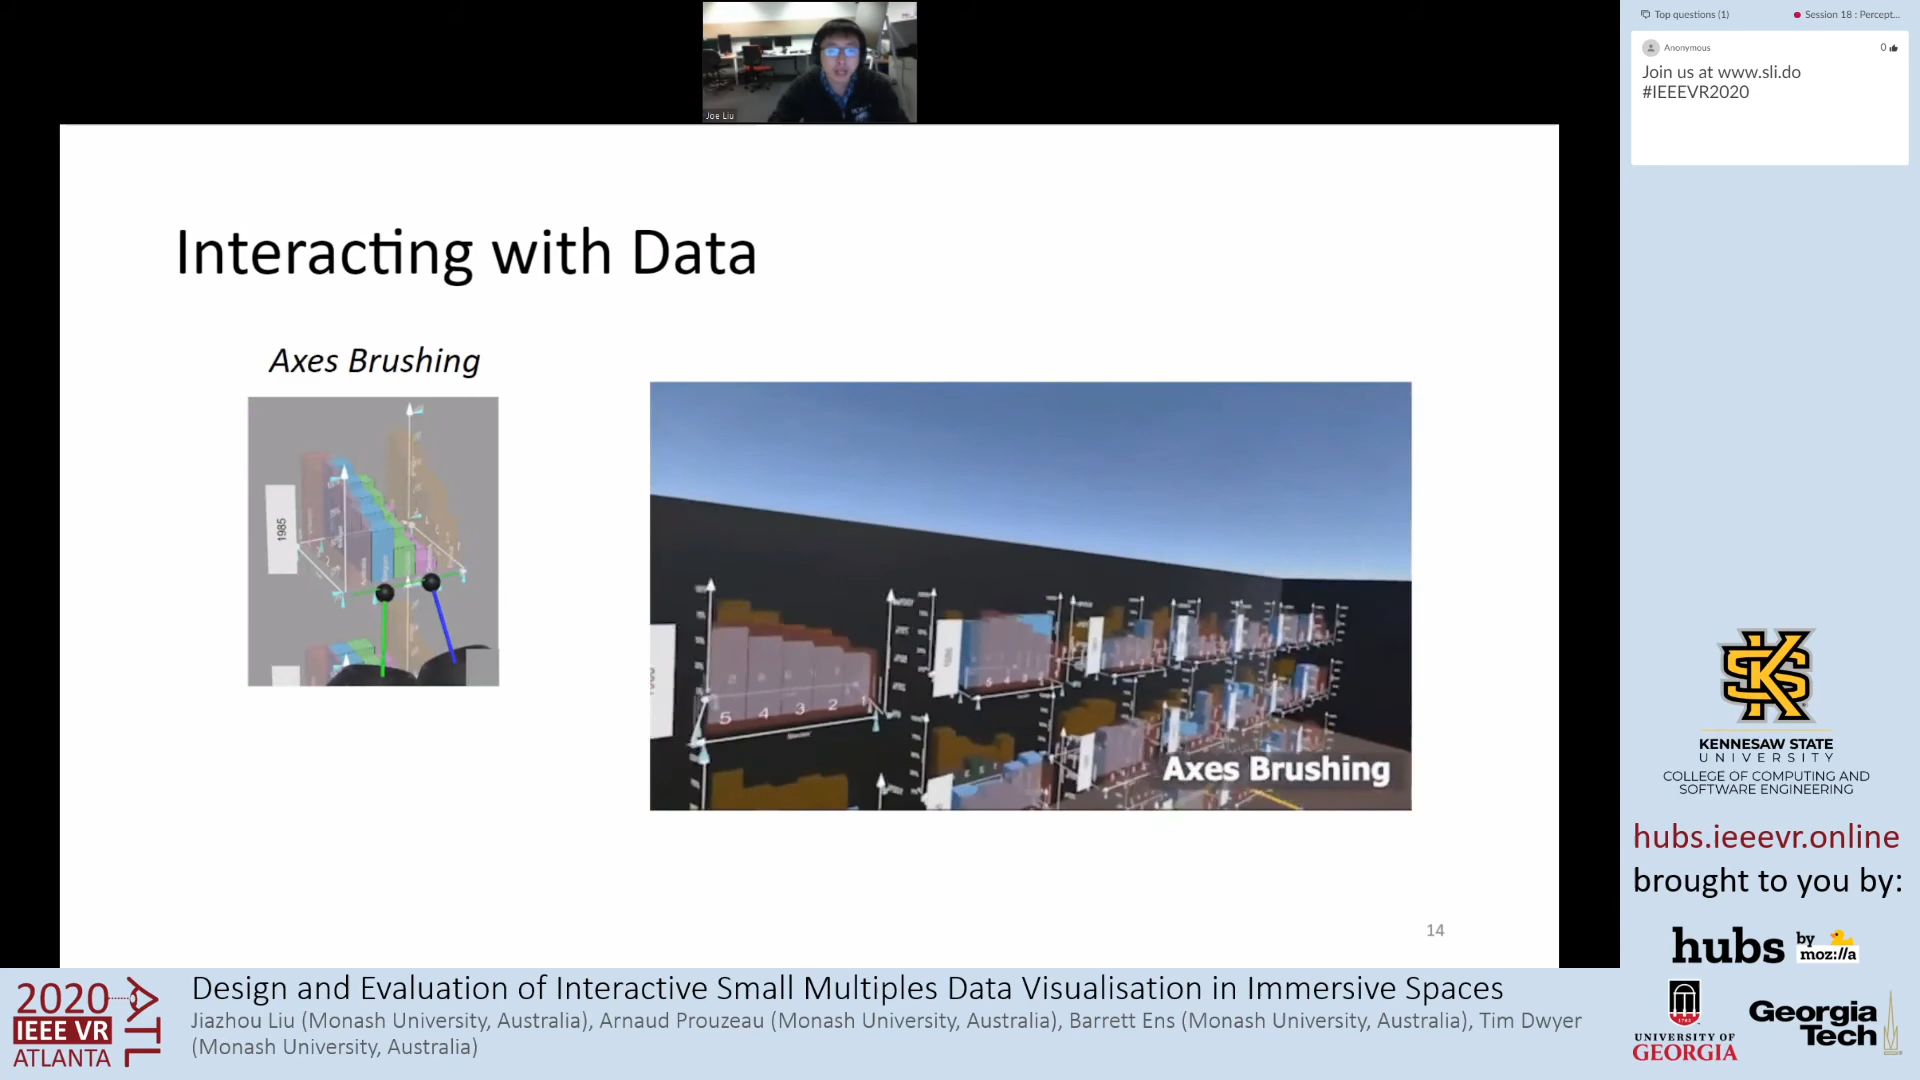 Joe Liu
Interacting with Data
Axes Brushing
1985
5 4 3 2 1
Axes Brushing
14
Top questions (1)
Session 18 : Percept...
Anonymous
0
Join us at www.sli.do
#IEEEVR2020
KENNESAW STATE
UNIVERSITY
COLLEGE OF COMPUTING AND
SOFTWARE ENGINEERING
hubs.ieeevr.online
brought to you by:
hubs by moz://a
UNIVERSITY OF
GEORGIA
Georgia
Tech
2020
IEEE VR
ATLANTA
ATL
Design and Evaluation of Interactive Small Multiples Data Visualisation in Immersive Spaces
Jiazhou Liu (Monash University, Australia), Arnaud Prouzeau (Monash University, Australia), Barrett Ens (Monash University, Australia), Tim Dwyer
(Monash University, Australia)